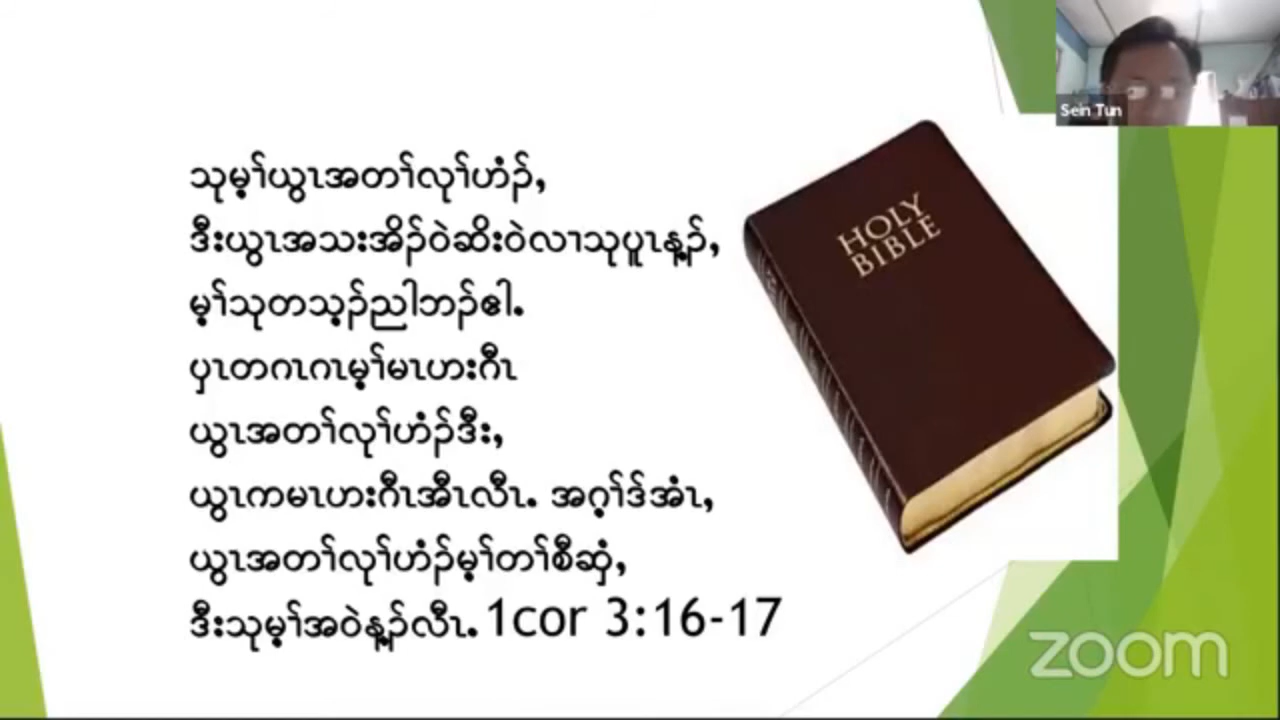 သုမ့ၢ်ယွၤအတၢ်လုၢ်ဟံၣ်,
ဒီးယွၤအသးအိၣ်ဝဲဆိးဝဲလၢသုပူၤန့ၣ်,
မ့ၢ်သုတသ့ၣ်ညါဘၣ်ဧါ.
ပှၤတဂၤဂၤမ့ၢ်မၤဟးဂီၤ
ယွၤအတၢ်လုၢ်ဟံၣ်ဒီး,
ယွၤကမၤဟးဂီၤအီၤလီၤ. အဂ့ၢ်ဒ်အံၤ,
ယွၤအတၢ်လုၢ်ဟံၣ်မ့ၢ်တၢ်စီဆှံ,
ဒီးသုမ့ၢ်အဝဲန့ၣ်လီၤ.1cor 3:16-17
HOLY
BIBLE
Sein Tun
zoom